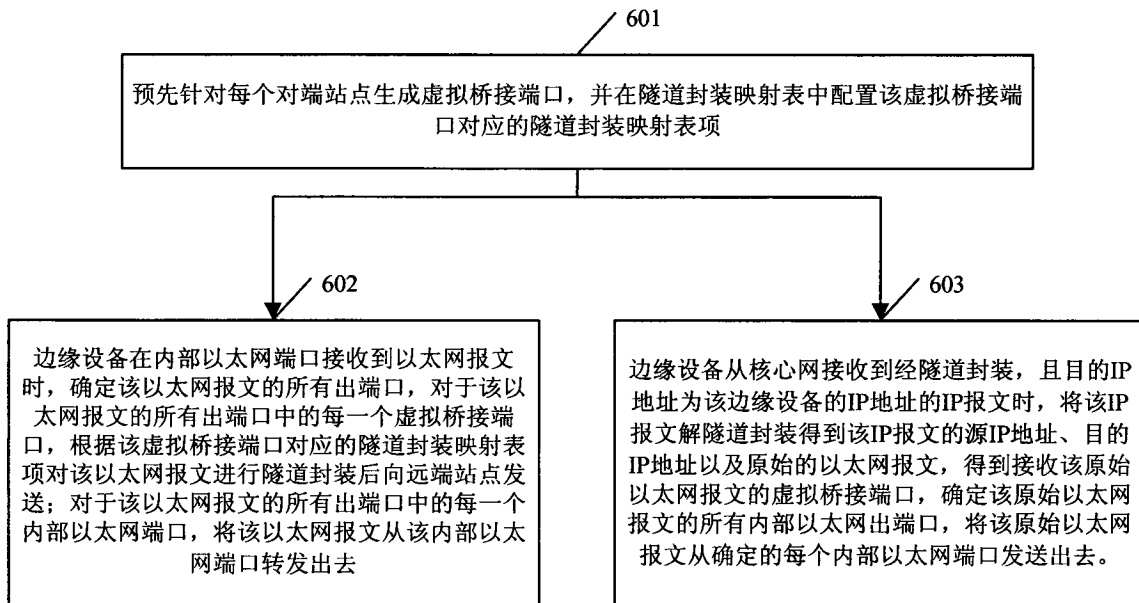 601
预先针对每个对端站点生成虚拟桥接端口，并在隧道封装映射表中配置该虚拟桥接端
口对应的隧道封装映射表项
602
边缘设备在内部以太网端口接收到以太网报文
时，确定该以太网报文的所有出端口，对于该以
太网报文的所有出端口中的每一个虚拟桥接端
口，根据该虚拟桥接端口对应的隧道封装映射表
项对该以太网报文进行隧道封装后向远端站点发
送；对于该以太网报文的所有出端口中的每一个
内部以太网端口，将该以太网报文从该内部以太
网端口转发出去
603
边缘设备从核心网接收到经隧道封装，且目的IP
地址为该边缘设备的IP地址的IP报文时，将该IP
报文解隧道封装得到该IP报文的源IP地址、目的
IP地址以及原始的以太网报文，得到接收该原始
以太网报文的虚拟桥接端口，确定该原始以太网
报文的所有内部以太网出端口，将该原始以太网
报文从确定的每个内部以太网端口发送出去。